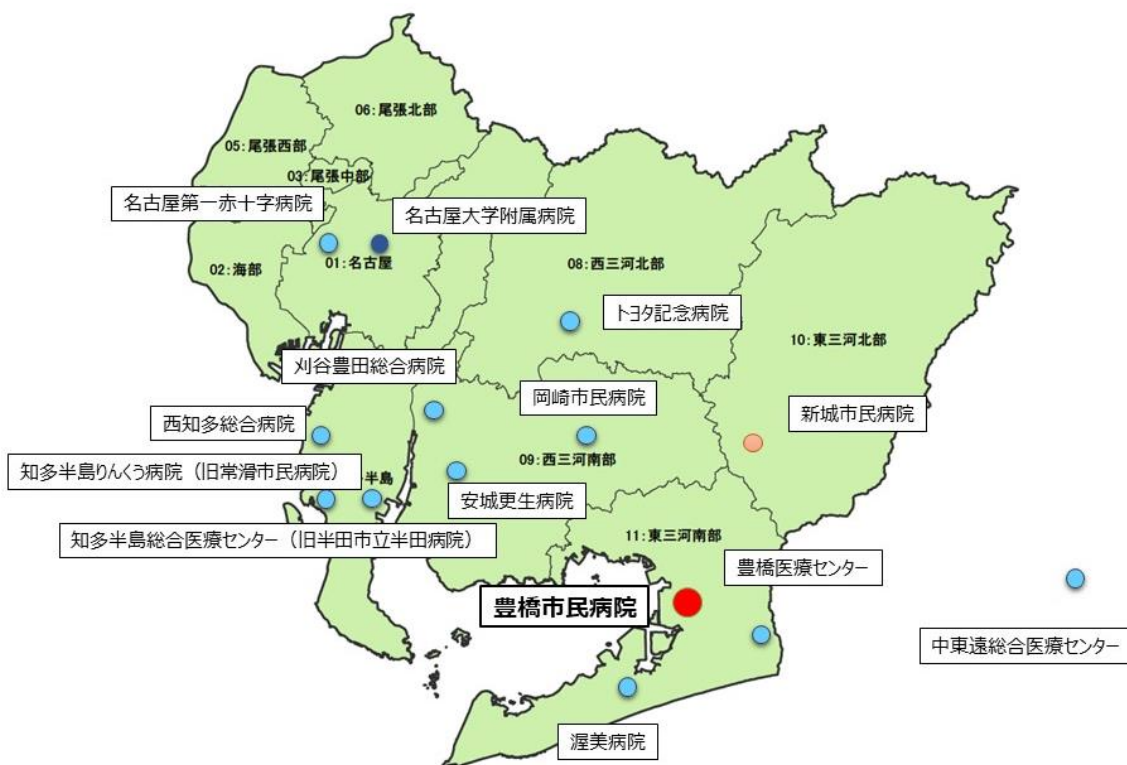 06:尾張北部
05:尾張西部
03:尾張中部
名古屋第一赤十字病院
名古屋大学附属病院
01:名古屋
02:海部
08:西三河北部
トヨタ記念病院
10:東三河北部
刈谷豊田総合病院
岡崎市民病院
新城市民病院
西知多総合病院
09:西三河南部
知多半島りんくう病院（旧常滑市民病院）
半島
安城更生病院
知多半島総合医療センター（旧半田市立半田病院）
11:東三河南部
豊橋医療センター
豊橋市民病院
中東遠総合医療センター
渥美病院